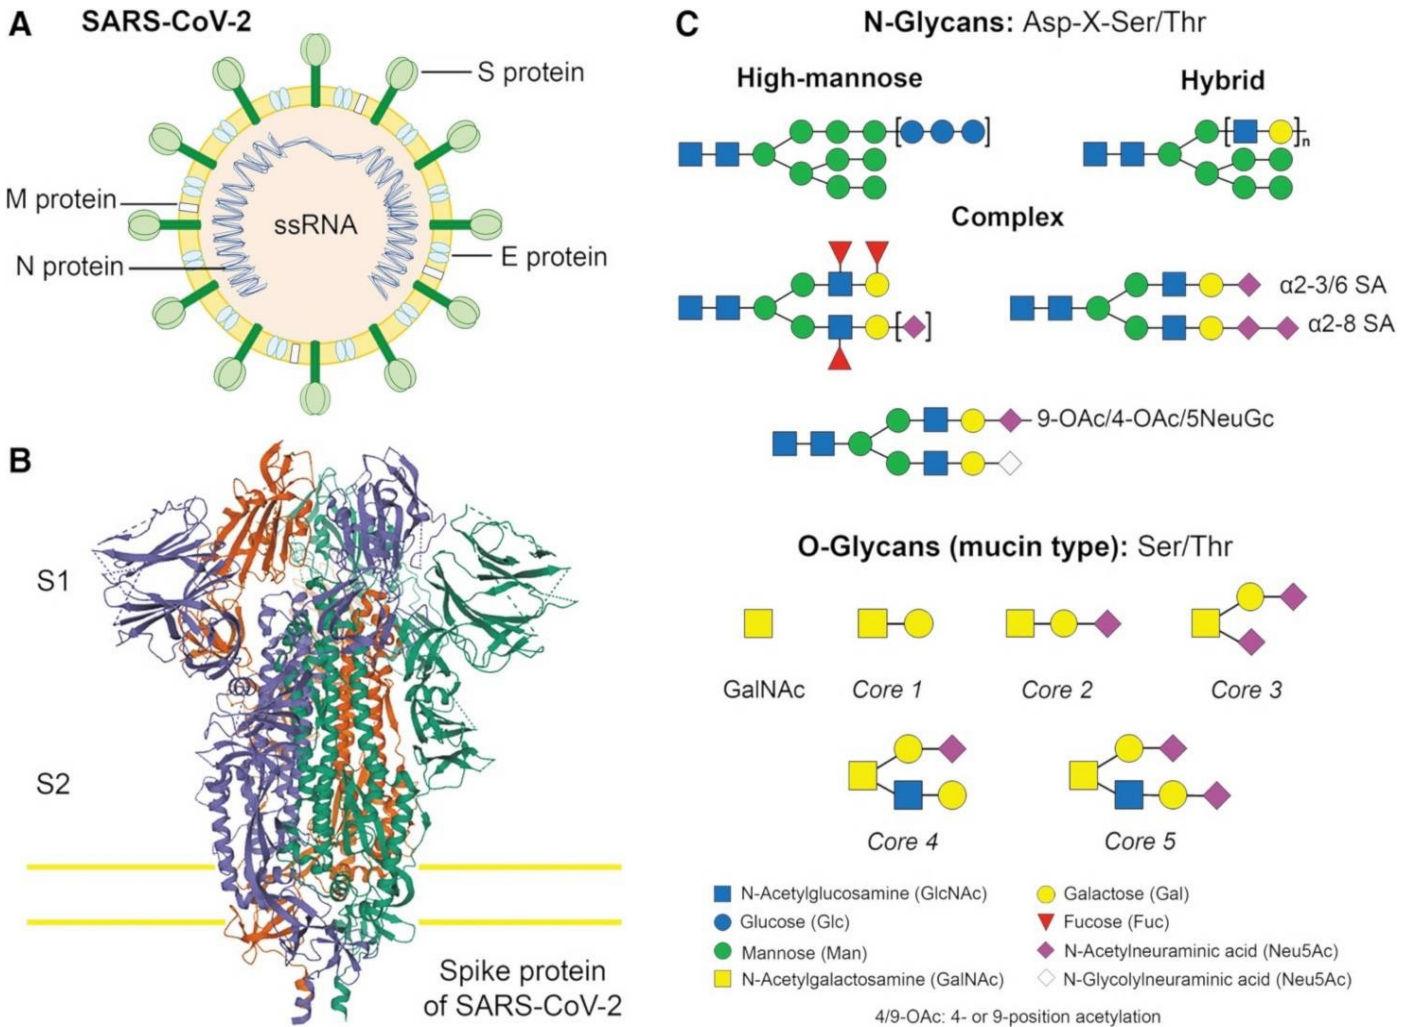 A
SARS-CoV-2
S protein
M protein
ssRNA
N protein
E protein
B
S1
S2
Spike protein
of SARS-CoV-2
C
N-Glycans: Asp-X-Ser/Thr
High-mannose
Hybrid
n
Complex
α2-3/6 SA
α2-8 SA
9-OAc/4-OAc/5NeuGc
O-Glycans (mucin type): Ser/Thr
GalNAc
Core 1
Core 2
Core 3
Core 4
Core 5
N-Acetylglucosamine (GlcNAc)
Glucose (Glc)
Mannose (Man)
N-Acetylgalactosamine (GalNAc)
Galactose (Gal)
Fucose (Fuc)
N-Acetylneuraminic acid (Neu5Ac)
N-Glycolylneuraminic acid (Neu5Ac)
4/9-OAc: 4- or 9-position acetylation